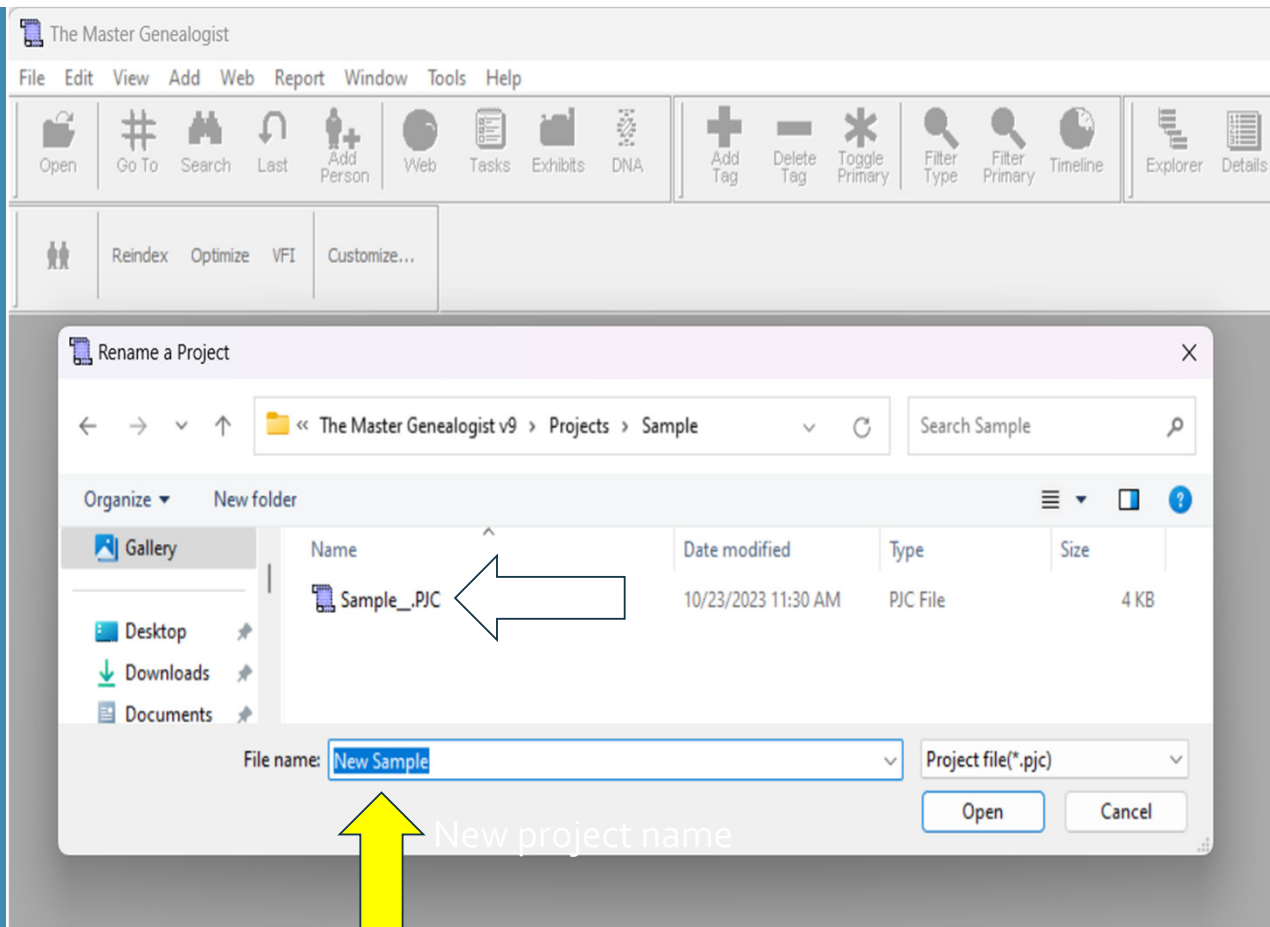 The Master Genealogist
File Edit View Add Web Report Window Tools Help
Open Go To Search Last Add Person Web Tasks Exhibits DNA Add Tag Delete Tag Toggle Primary Filter Type Filter Primary Timeline Explorer Details
Reindex Optimize VFI Customize...
Rename a Project
« The Master Genealogist v9 › Projects › Sample
Search Sample
Organize New folder
Gallery
Name Date modified Type Size
Sample_.PJC 10/23/2023 11:30 AM PJC File 4 KB
Desktop
Downloads
Documents
File name: New Sample Project file(*.pjc)
Open Cancel
New project name